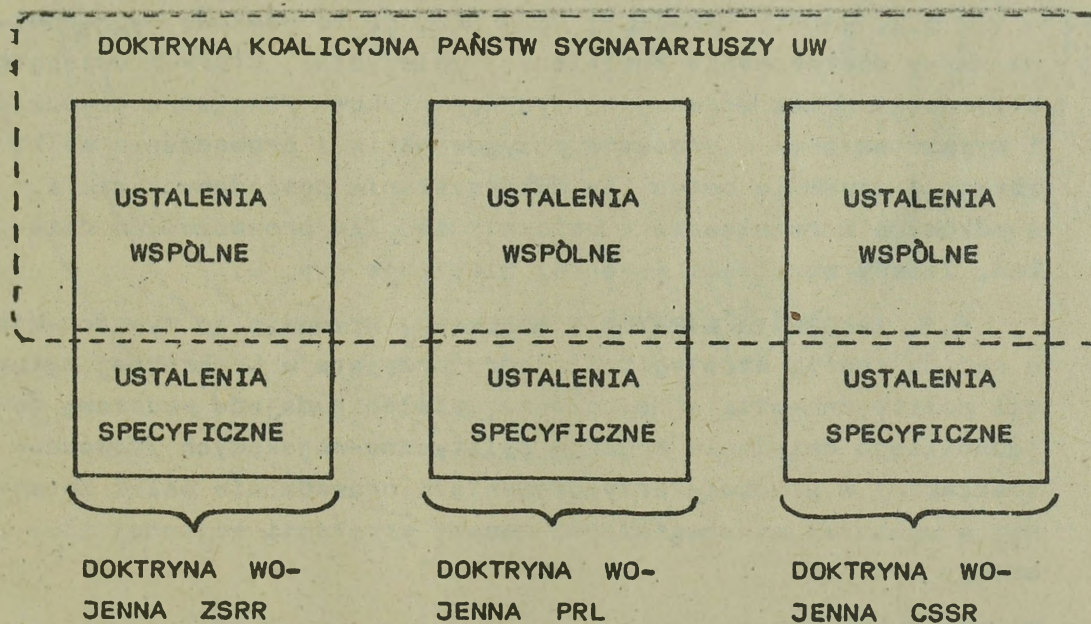 DOKTRYNA KOALICYJNA PAŃSTW SYGNATARIUSZY UW
USTALENIA
WSPÒLNE
USTALENIA
SPECYFICZNE
DOKTRYNA WO-
JENNA ZSRR
USTALENIA
WSPÒLNE
USTALENIA
SPECYFICZNE
DOKTRYNA WO-
JENNA PRL
USTALENIA
WSPÒLNE
USTALENIA
SPECYFICZNE
DOKTRYNA WO-
JENNA CSSR